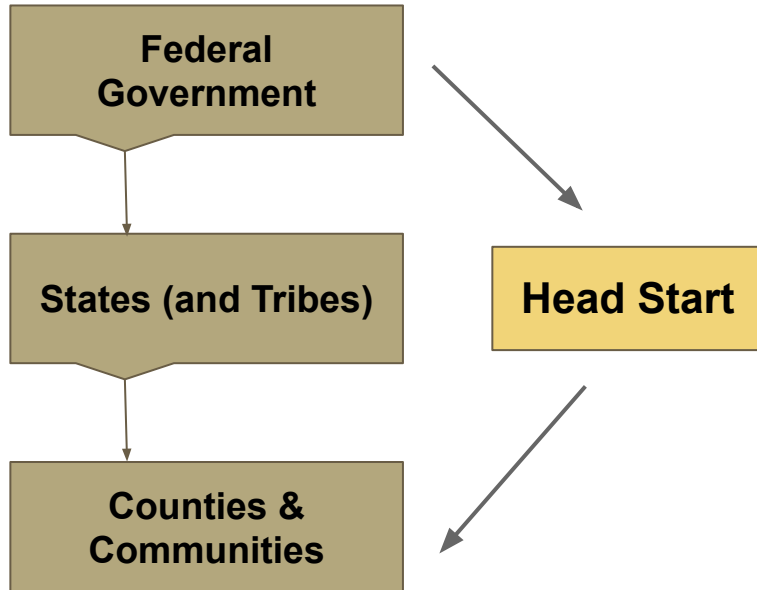 Federal
Government
States (and Tribes)
Head Start
Counties &
Communities